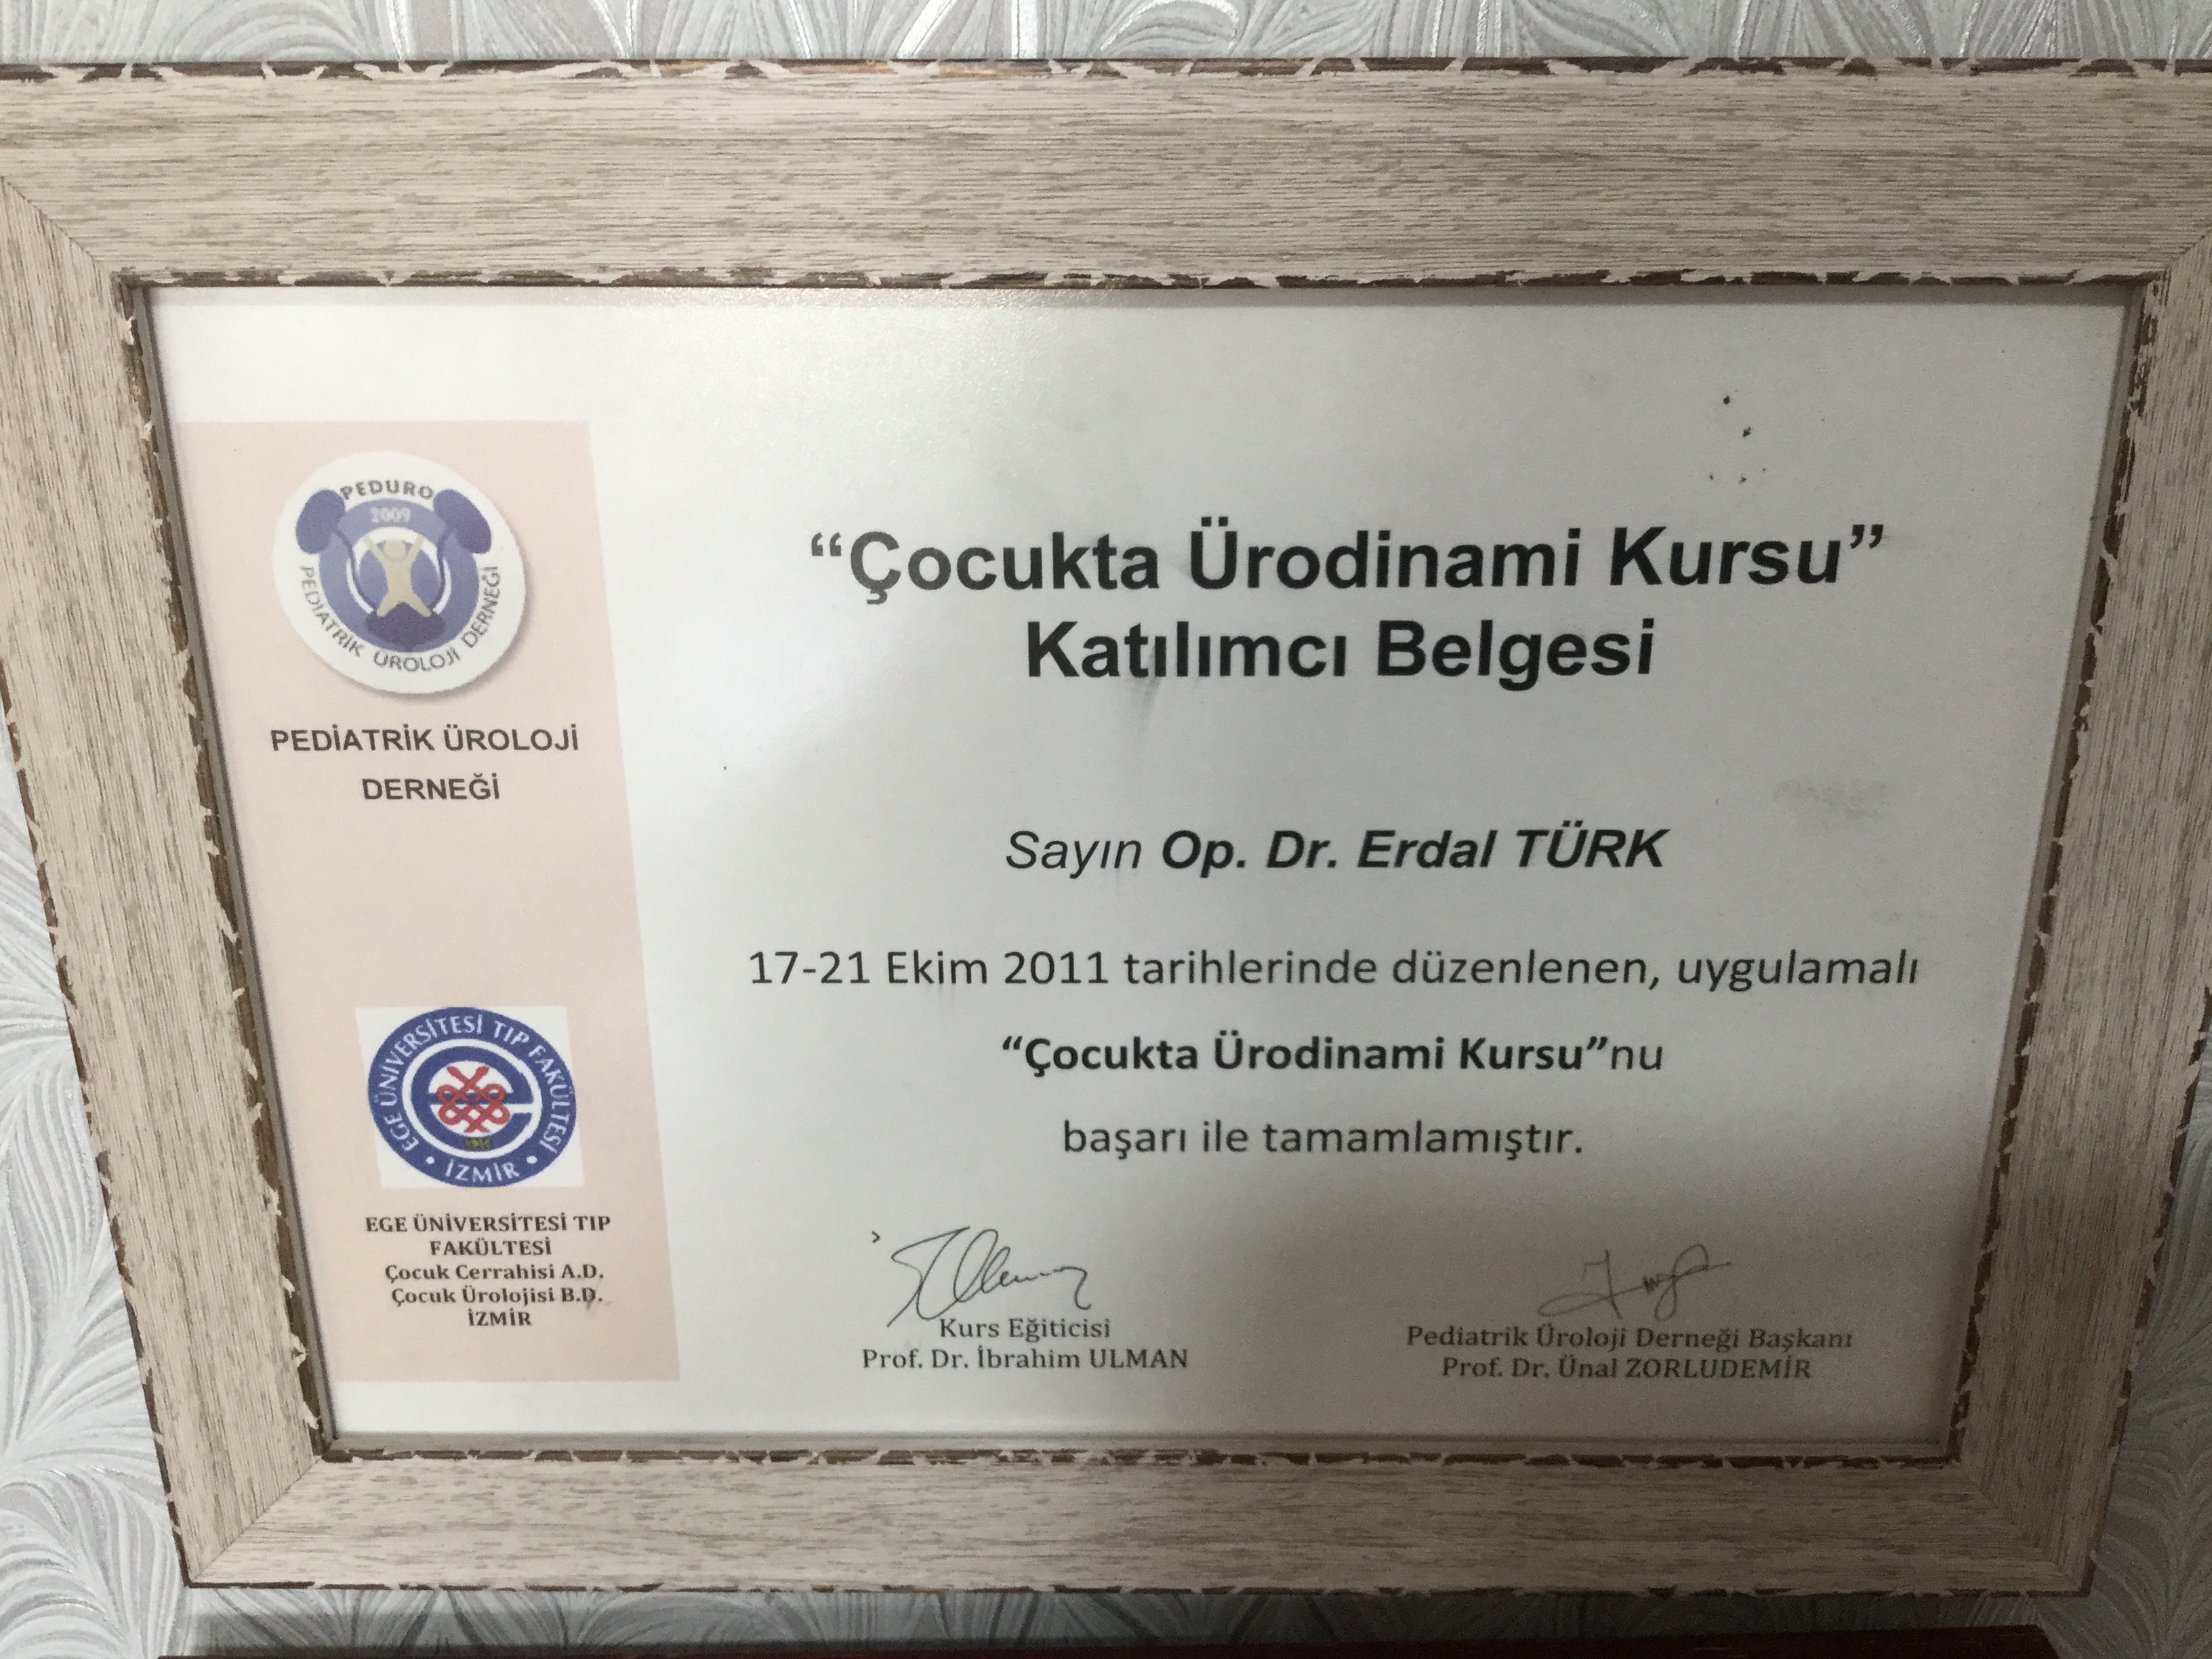 PEDURO
2009
PEDİATRİK ÜROLOJİ DERNEĞİ
PEDİATRİK ÜROLOJİ
DERNEĞİ
"Çocukta Ürodinami Kursu"
Katılımcı Belgesi
Sayın Op. Dr. Erdal TÜRK
17-21 Ekim 2011 tarihlerinde düzenlenen, uygulamalı
"Çocukta Ürodinami Kursu"nu
başarı ile tamamlamıştır.
EGE ÜNİVERSİTESİ TIP FAKÜLTESİ
• İZMİR •
EGE ÜNİVERSİTESİ TIP
FAKÜLTESİ
Çocuk Cerrahisi A.D.
Çocuk Ürolojisi B.D.
İZMİR
Kurs Eğiticisi
Prof. Dr. İbrahim ULMAN
Pediatrik Üroloji Derneği Başkanı
Prof. Dr. Ünal ZORLUDEMİR